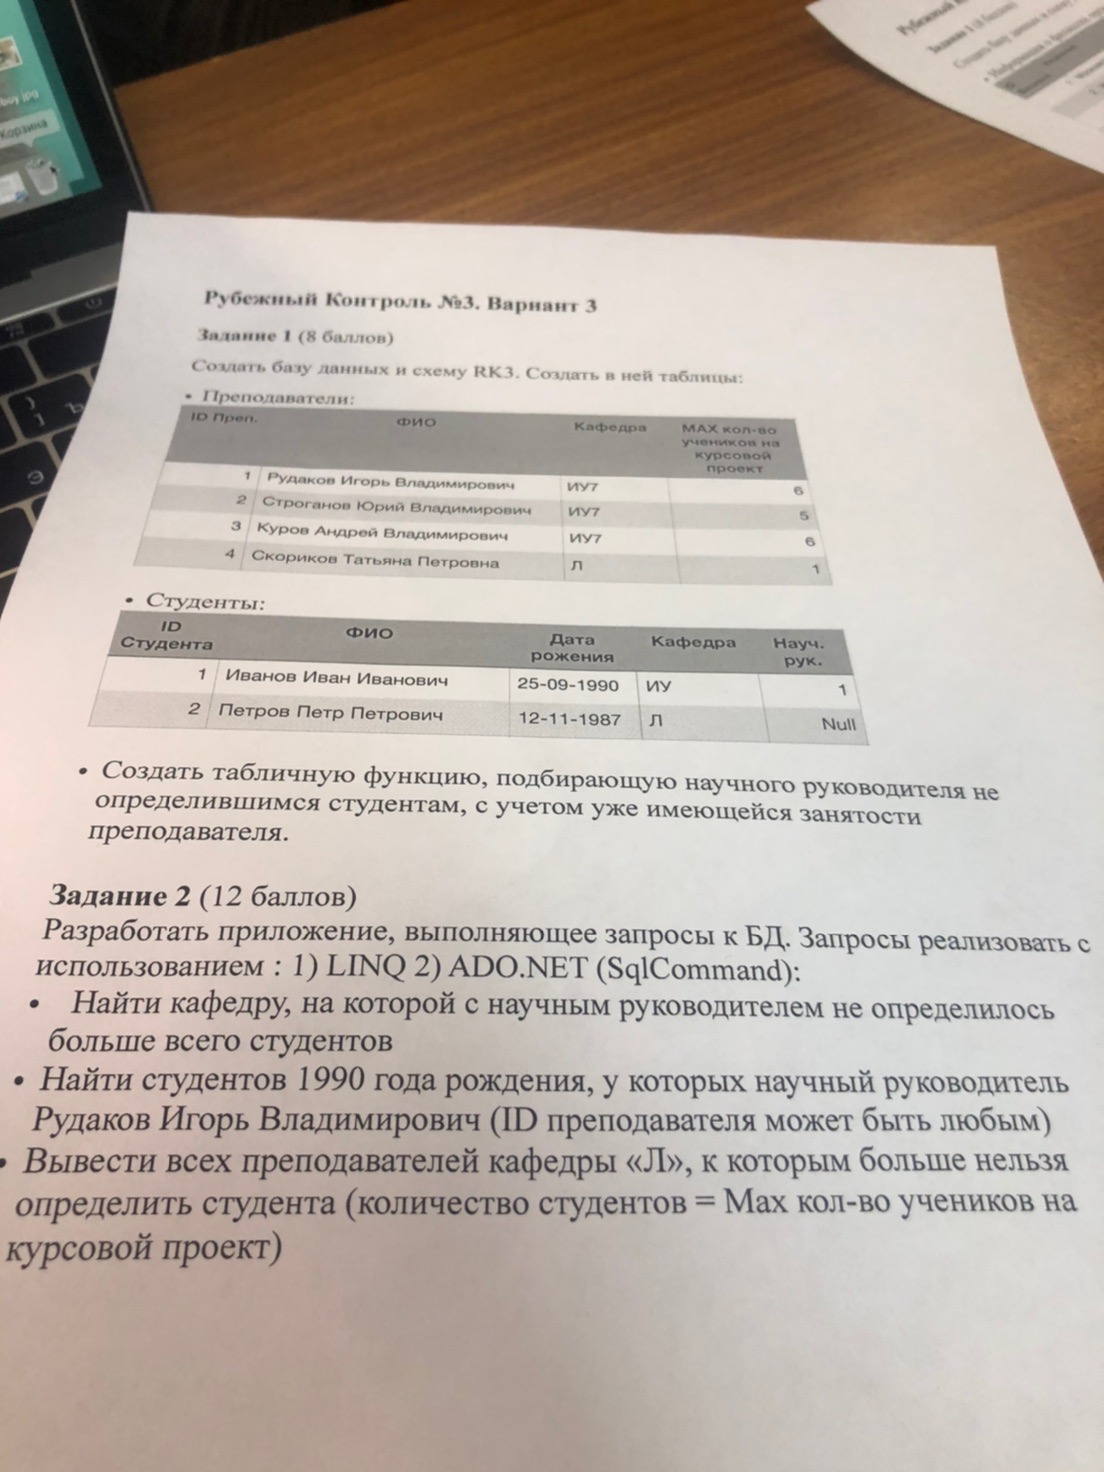 buy.jpg
Корзина
Рубежный Контроль №3. Вариант 3
Задание 1 (8 баллов)
Создать базу данных и схему RK3. Создать в ней таблицы:
• Преподаватели:
ID Преп. ФИО Кафедра MAX кол-во учеников на курсовой проект
1 Рудаков Игорь Владимирович ИУ7 6
2 Строганов Юрий Владимирович ИУ7 5
3 Куров Андрей Владимирович ИУ7 6
4 Скориков Татьяна Петровна Л 1
• Студенты:
ID Студента ФИО Дата рожения Кафедра Науч. рук.
1 Иванов Иван Иванович 25-09-1990 ИУ 1
2 Петров Петр Петрович 12-11-1987 Л Null
• Создать табличную функцию, подбирающую научного руководителя не
определившимся студентам, с учетом уже имеющейся занятости
преподавателя.
Задание 2 (12 баллов)
Разработать приложение, выполняющее запросы к БД. Запросы реализовать с
использованием : 1) LINQ 2) ADO.NET (SqlCommand):
• Найти кафедру, на которой с научным руководителем не определилось
больше всего студентов
• Найти студентов 1990 года рождения, у которых научный руководитель
Рудаков Игорь Владимирович (ID преподавателя может быть любым)
• Вывести всех преподавателей кафедры «Л», к которым больше нельзя
определить студента (количество студентов = Max кол-во учеников на
курсовой проект)